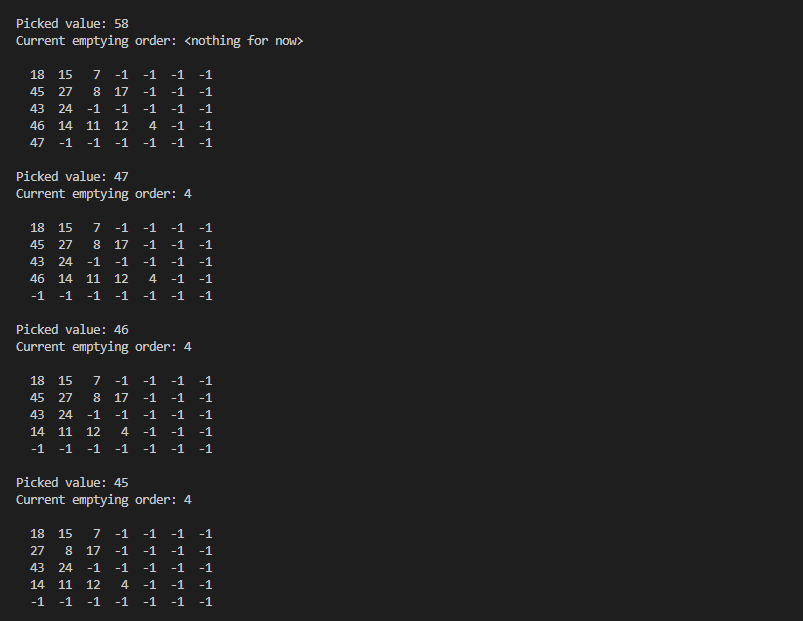 Picked value: 58
Current emptying order: <nothing for now>
18 15 7 -1 -1 -1 -1
45 27 8 17 -1 -1 -1
43 24 -1 -1 -1 -1 -1
46 14 11 12 4 -1 -1
47 -1 -1 -1 -1 -1 -1
Picked value: 47
Current emptying order: 4
18 15 7 -1 -1 -1 -1
45 27 8 17 -1 -1 -1
43 24 -1 -1 -1 -1 -1
46 14 11 12 4 -1 -1
-1 -1 -1 -1 -1 -1 -1
Picked value: 46
Current emptying order: 4
18 15 7 -1 -1 -1 -1
45 27 8 17 -1 -1 -1
43 24 -1 -1 -1 -1 -1
14 11 12 4 -1 -1 -1
-1 -1 -1 -1 -1 -1 -1
Picked value: 45
Current emptying order: 4
18 15 7 -1 -1 -1 -1
27 8 17 -1 -1 -1 -1
43 24 -1 -1 -1 -1 -1
14 11 12 4 -1 -1 -1
-1 -1 -1 -1 -1 -1 -1